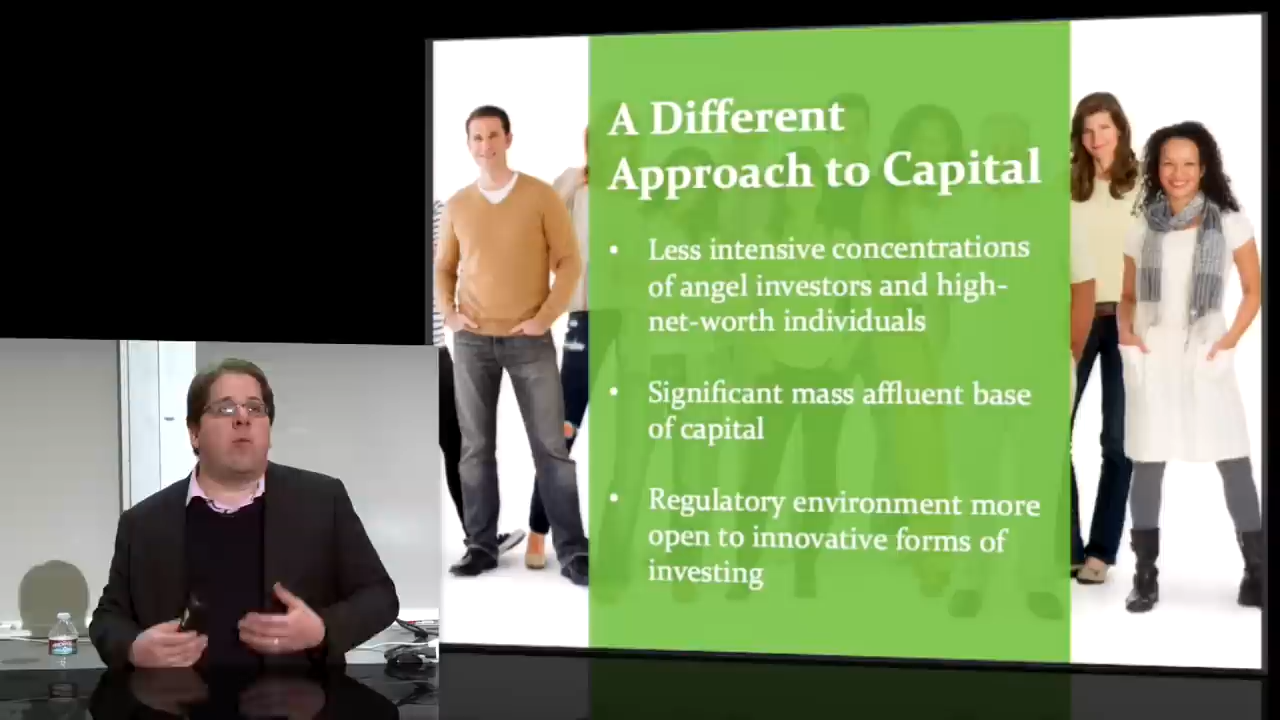 A Different
Approach to Capital
• Less intensive concentrations
of angel investors and high-
net-worth individuals
• Significant mass affluent base
of capital
• Regulatory environment more
open to innovative forms of
investing